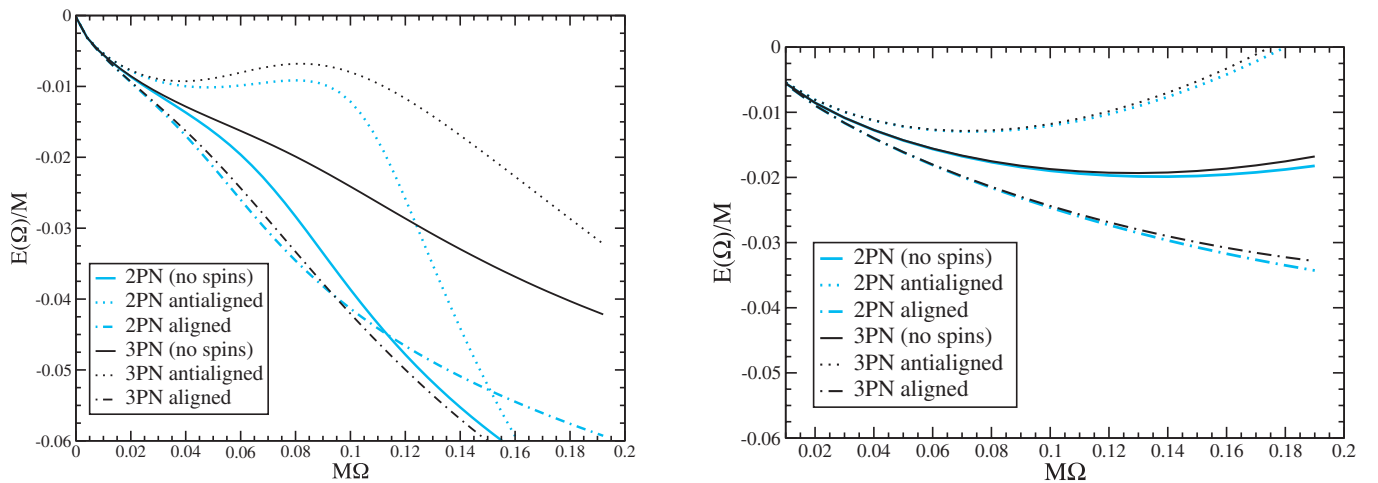 0
-0.01
-0.02
-0.03
-0.04
-0.05
-0.06
E(Ω)/M
2PN (no spins)
2PN antialigned
2PN aligned
3PN (no spins)
3PN antialigned
3PN aligned
0 0.02 0.04 0.06 0.08 0.1 0.12 0.14 0.16 0.18 0.2
MΩ
0
-0.01
-0.02
-0.03
-0.04
-0.05
-0.06
E(Ω)/M
2PN (no spins)
2PN antialigned
2PN aligned
3PN (no spins)
3PN antialigned
3PN aligned
0.02 0.04 0.06 0.08 0.1 0.12 0.14 0.16 0.18 0.2
MΩ